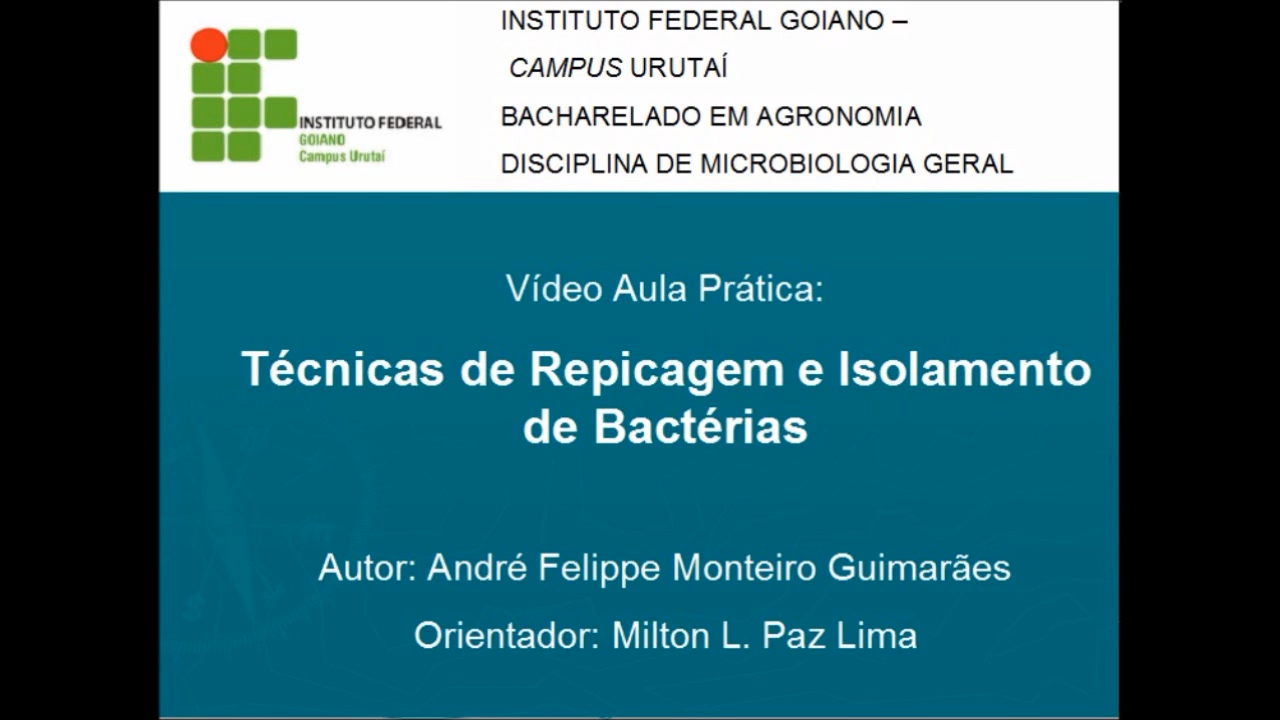 INSTITUTO FEDERAL
GOIANO
Campus Urutaí
INSTITUTO FEDERAL GOIANO –
CAMPUS URUTAÍ
BACHARELADO EM AGRONOMIA
DISCIPLINA DE MICROBIOLOGIA GERAL
Vídeo Aula Prática:
Técnicas de Repicagem e Isolamento
de Bactérias
Autor: André Felippe Monteiro Guimarães
Orientador: Milton L. Paz Lima